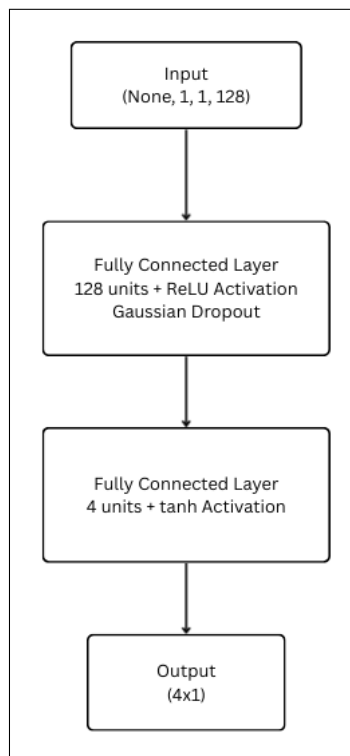 Input
(None, 1, 1, 128)
Fully Connected Layer
128 units + ReLU Activation
Gaussian Dropout
Fully Connected Layer
4 units + tanh Activation
Output
(4x1)